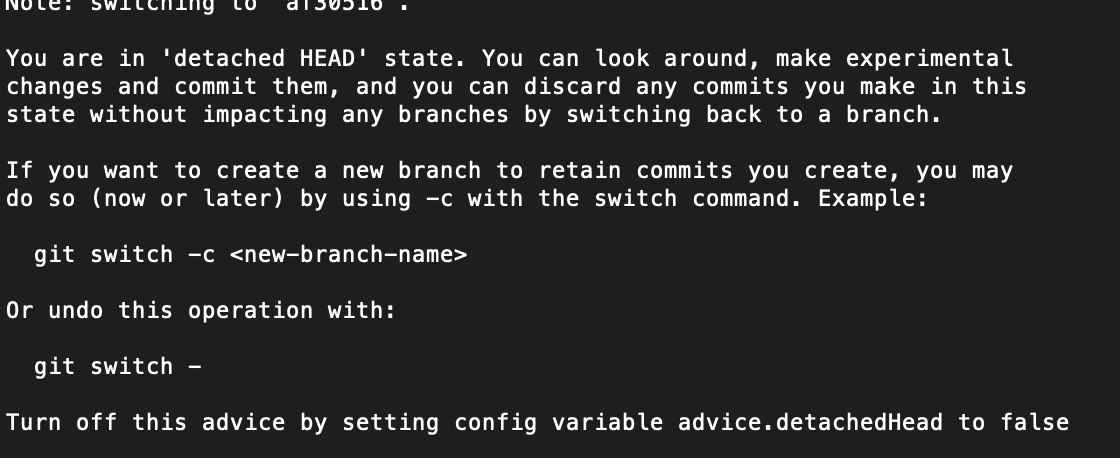 Note: switching to 'af30516'.
You are in 'detached HEAD' state. You can look around, make experimental
changes and commit them, and you can discard any commits you make in this
state without impacting any branches by switching back to a branch.
If you want to create a new branch to retain commits you create, you may
do so (now or later) by using -c with the switch command. Example:
git switch -c <new-branch-name>
Or undo this operation with:
git switch -
Turn off this advice by setting config variable advice.detachedHead to false